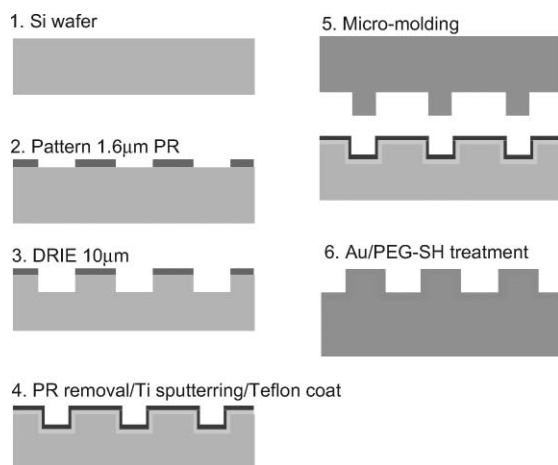 1. Si wafer
2. Pattern 1.6μm PR
3. DRIE 10μm
4. PR removal/Ti sputterring/Teflon coat
5. Micro-molding
6. Au/PEG-SH treatment